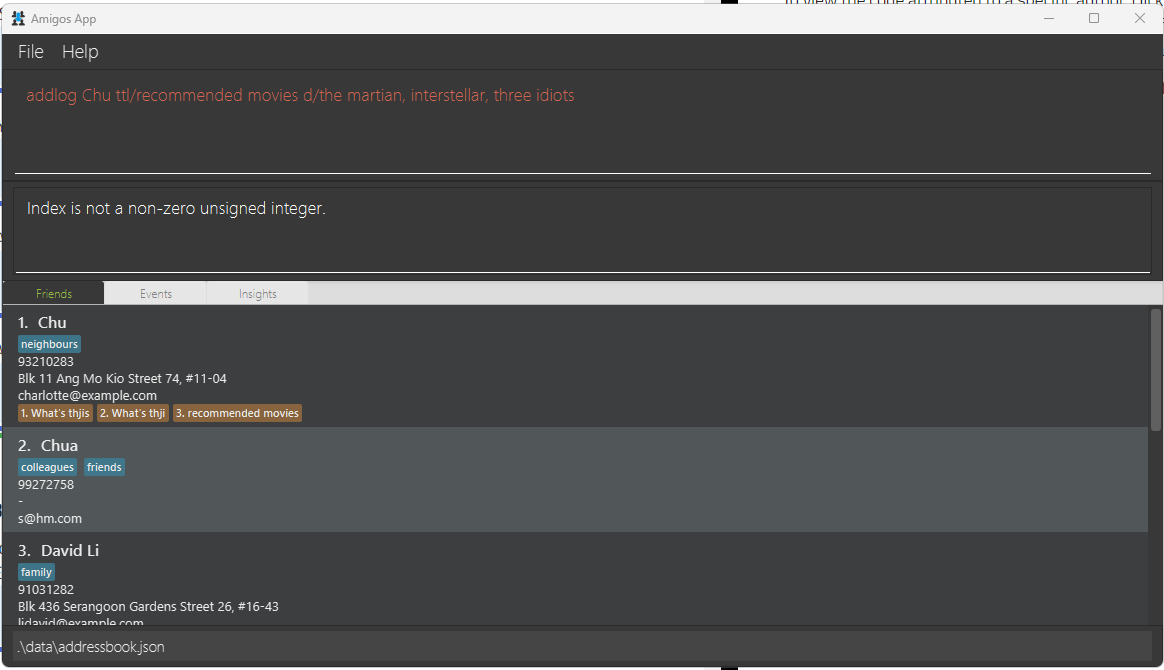 Amigos App
File Help
addlog Chu ttl/recommended movies d/the martian, interstellar, three idiots
Index is not a non-zero unsigned integer.
Friends Events Insights
1. Chu
neighbours
93210283
Blk 11 Ang Mo Kio Street 74, #11-04
charlotte@example.com
1. What's thjis 2. What's thji 3. recommended movies
2. Chua
colleagues friends
99272758
-
s@hm.com
3. David Li
family
91031282
Blk 436 Serangoon Gardens Street 26, #16-43
lidavid@example.com
.\data\addressbook.json